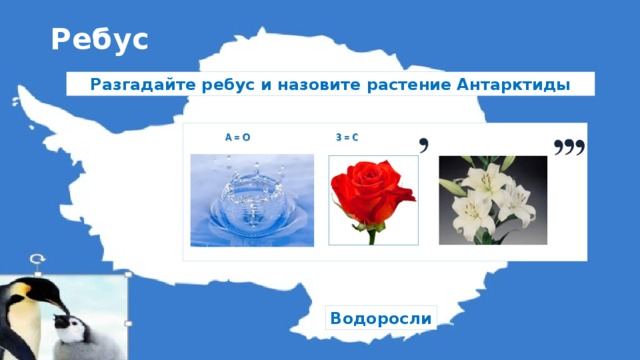 Ребус
Разгадайте ребус и назовите растение Антарктиды
А = О З = С , ,,,
Водоросли